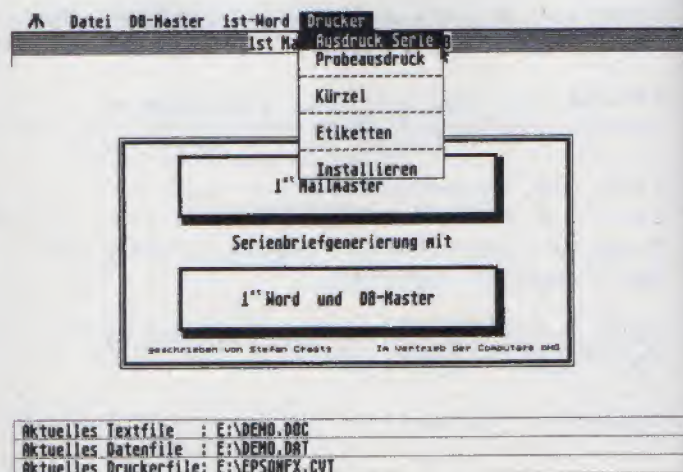 Datei DB-Master 1st-Word Drucker
1st Ma
Ausdruck Serie
Probeausdruck
Kürzel
Etiketten
Installieren
1st Mailmaster
Serienbriefgenerierung mit
1st Word und DB-Master
geschrieben von Stefan
Im Vertrieb der Computare OHG
Aktuelles Textfile : E:\DEMO.DOC
Aktuelles Datenfile : E:\DEMO.DAT
Aktuelles Druckerfile: E:\EPSONFX.CVT